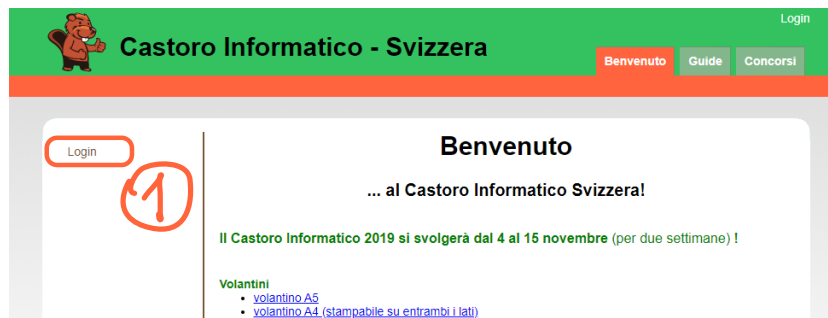 Login
Castoro Informatico - Svizzera
Benvenuto Guide Concorsi
Login
1
Benvenuto
... al Castoro Informatico Svizzera!
Il Castoro Informatico 2019 si svolgerà dal 4 al 15 novembre (per due settimane) !
Volantini
volantino A5
volantino A4 (stampabile su entrambi i lati)